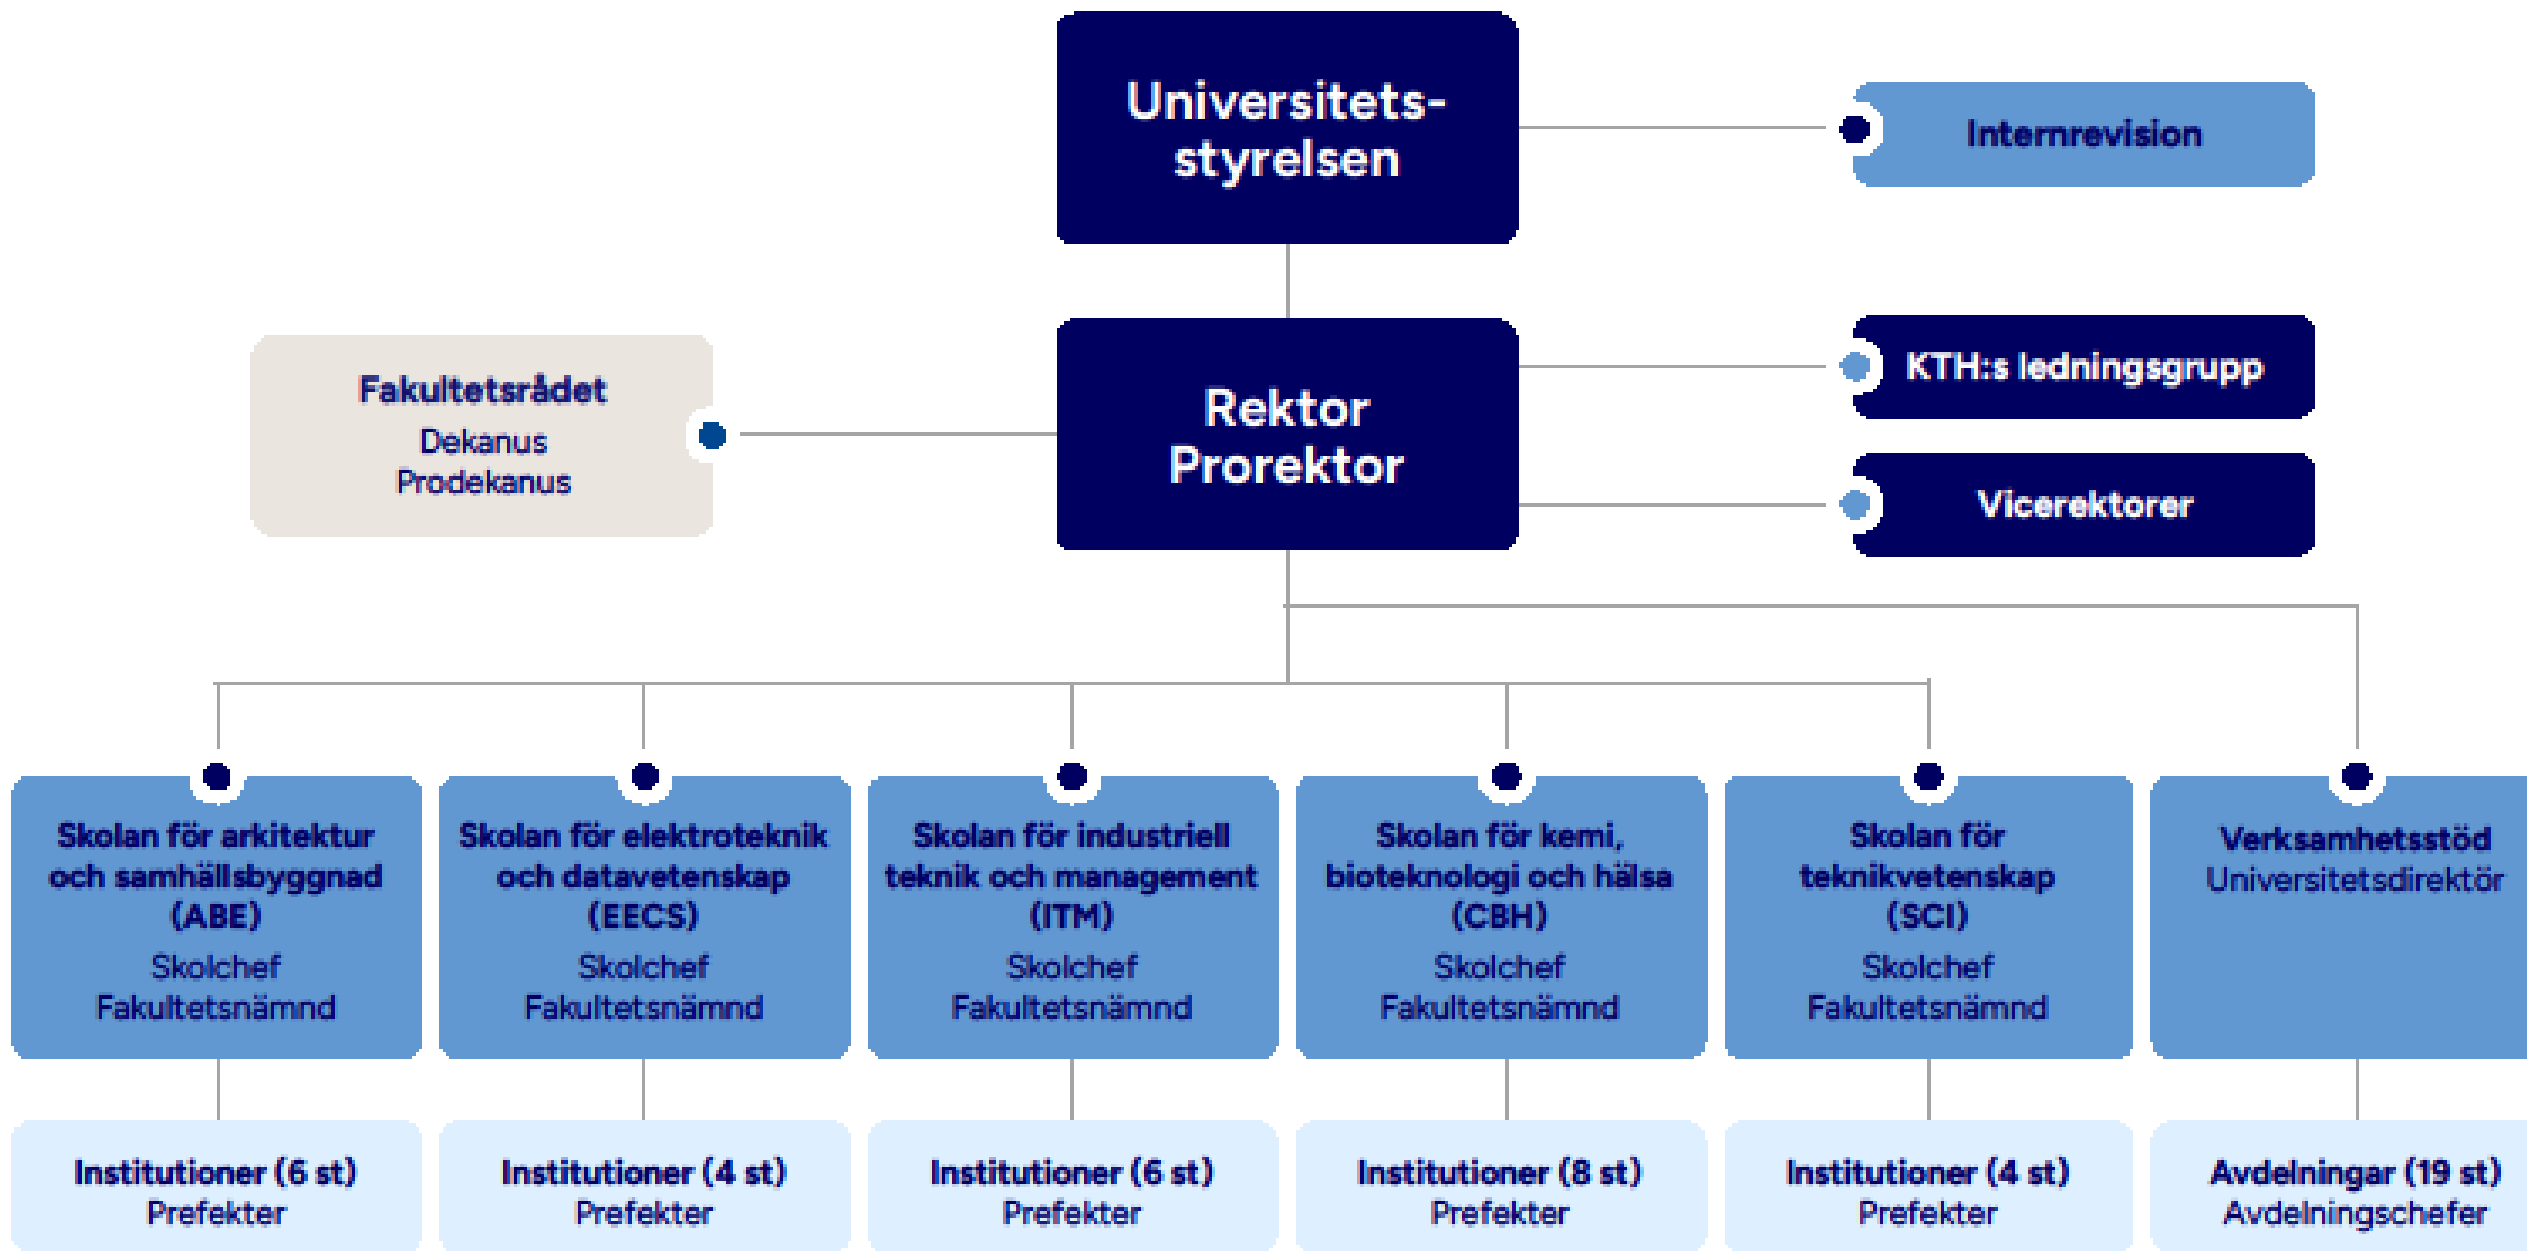 Universitets-
styrelsen
Internrevision
Fakultetsrådet
Dekanus
Prodekanus
Rektor
Prorektor
KTH:s ledningsgrupp
Vicerektorer
Skolan för arkitektur
och samhällsbyggnad
(ABE)
Skolchef
Fakultetsnämnd
Skolan för elektroteknik
och datavetenskap
(EECS)
Skolchef
Fakultetsnämnd
Skolan för industriell
teknik och management
(ITM)
Skolchef
Fakultetsnämnd
Skolan för kemi,
bioteknologi och hälsa
(CBH)
Skolchef
Fakultetsnämnd
Skolan för
teknikvetenskap
(SCI)
Skolchef
Fakultetsnämnd
Verksamhetsstöd
Universitetsdirektör
Institutioner (6 st)
Prefekter
Institutioner (4 st)
Prefekter
Institutioner (6 st)
Prefekter
Institutioner (8 st)
Prefekter
Institutioner (4 st)
Prefekter
Avdelningar (19 st)
Avdelningschefer